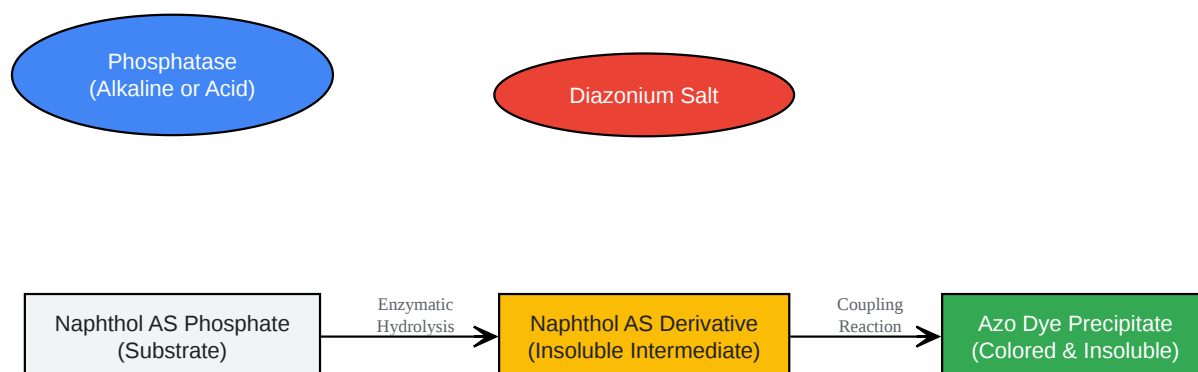 Phosphatase
(Alkaline or Acid)
Diazonium Salt
Naphthol AS Phosphate
(Substrate)
Enzymatic
Hydrolysis
Naphthol AS Derivative
(Insoluble Intermediate)
Coupling
Reaction
Azo Dye Precipitate
(Colored & Insoluble)